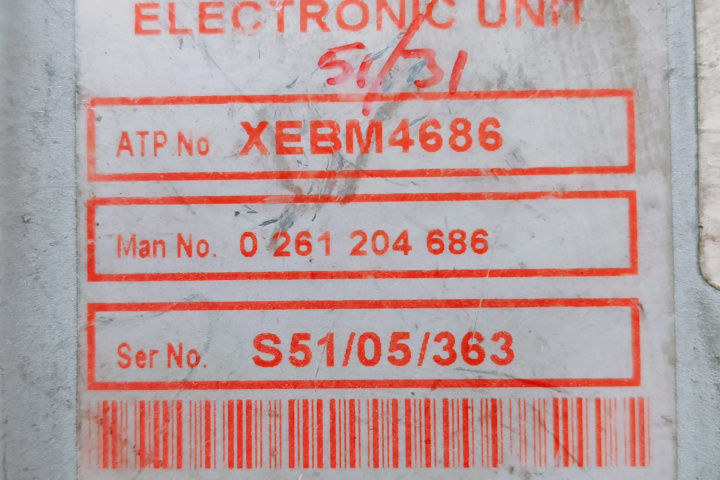 ELECTRONIC UNIT
51/31
ATP No XEBM4686
Man No. 0 261 204 686
Ser No. S51/05/363